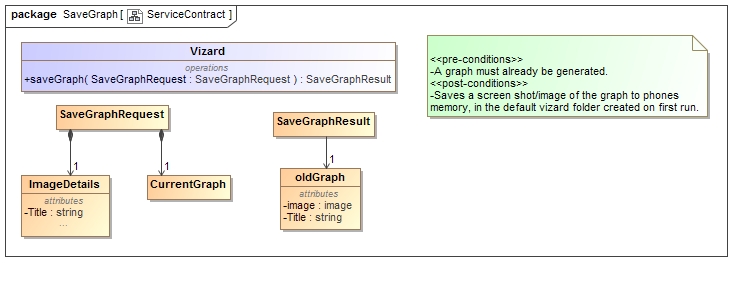 package SaveGraph [ ServiceContract ]
Vizard
operations
+saveGraph( SaveGraphRequest : SaveGraphRequest ) : SaveGraphResult
<<pre-conditions>>
-A graph must already be generated.
<<post-conditions>>
-Saves a screen shot/image of the graph to phones
memory, in the default vizard folder created on first run.
SaveGraphRequest
SaveGraphResult
1
1
1
ImageDetails
attributes
-Title : string
...
CurrentGraph
oldGraph
attributes
-image : image
-Title : string